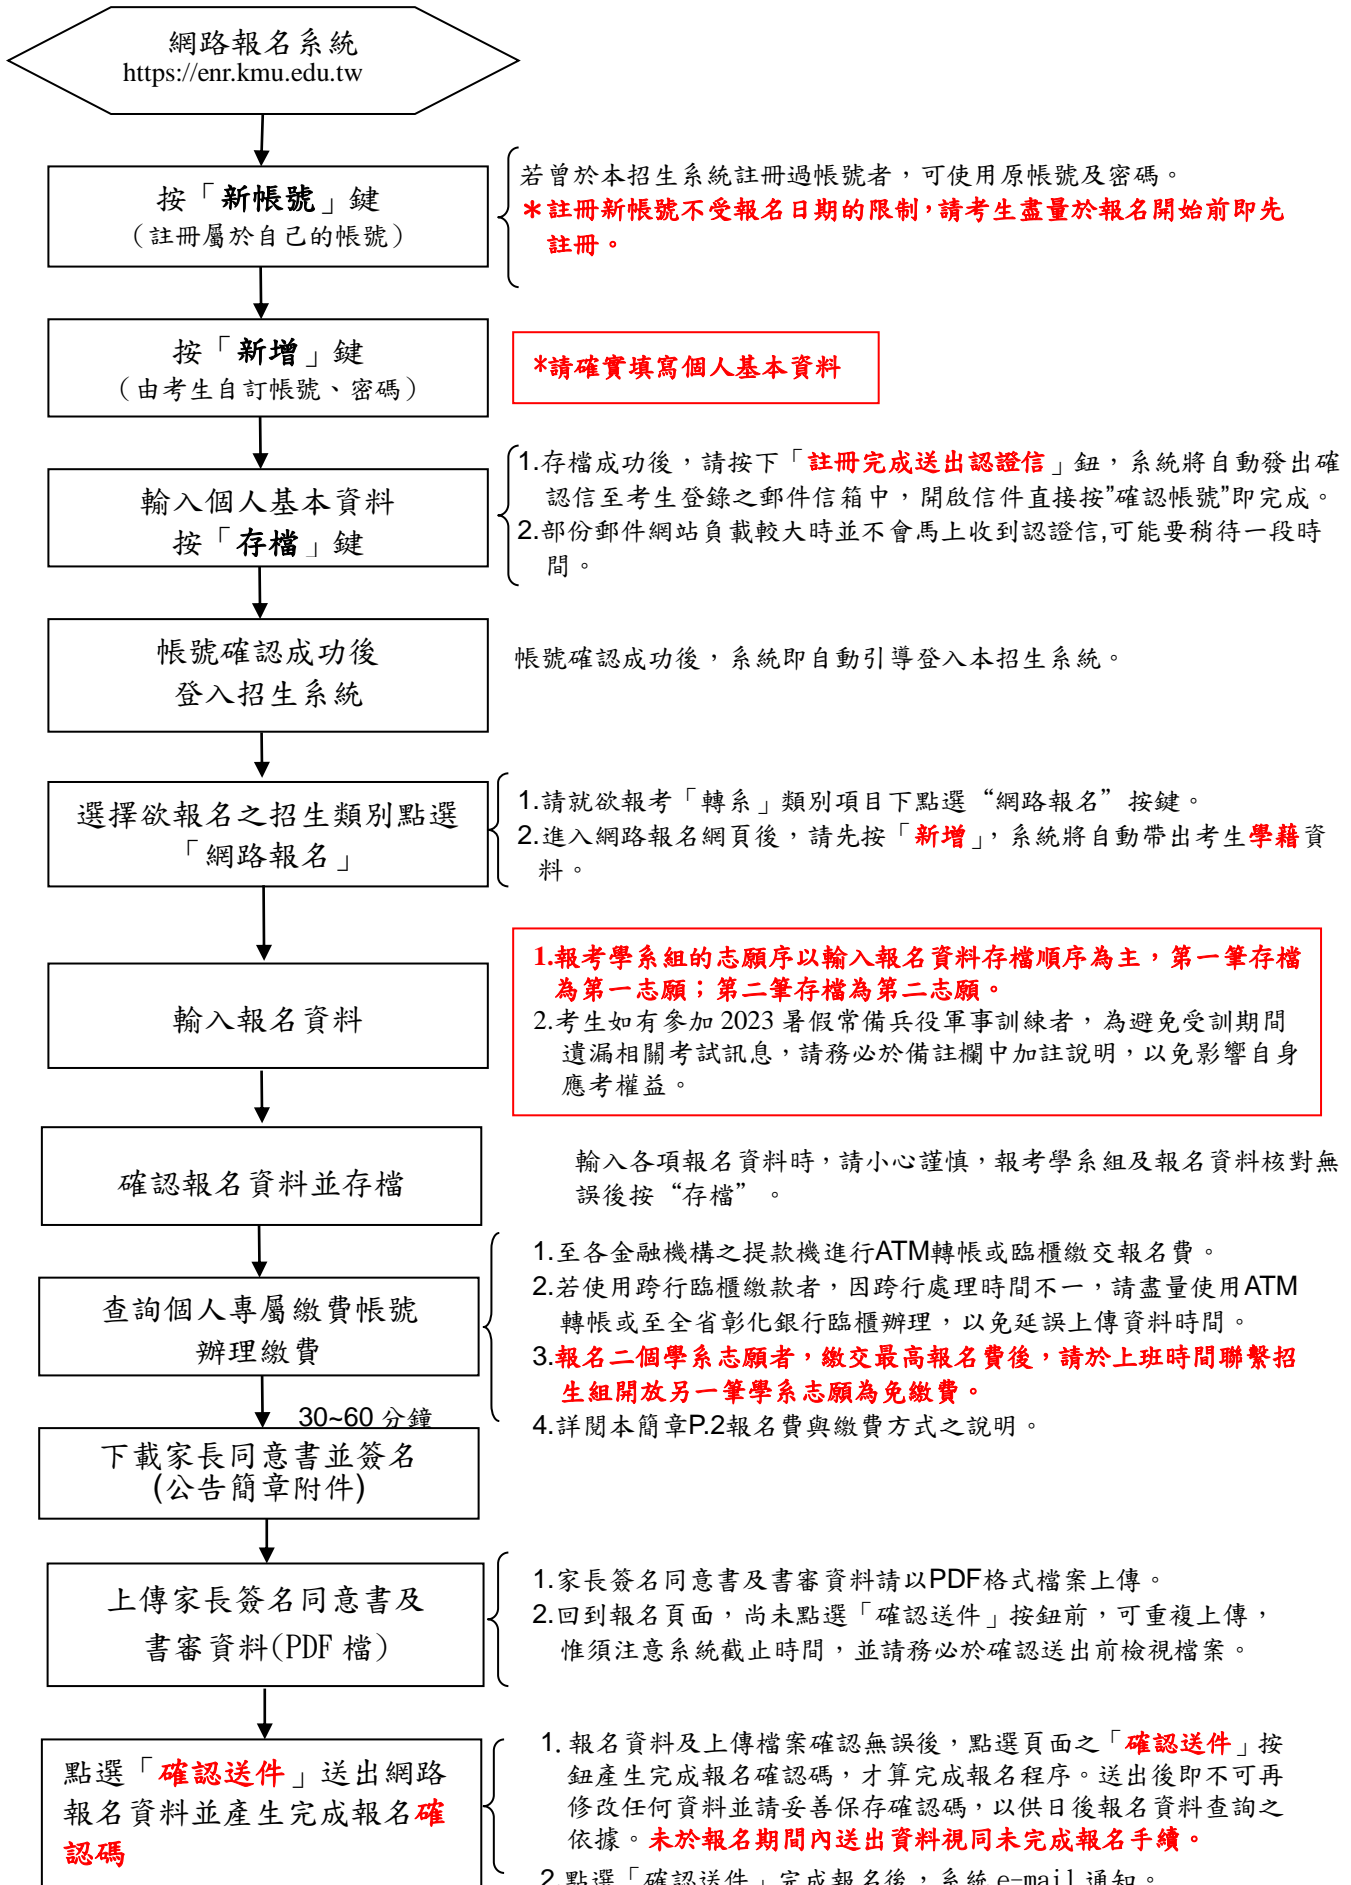 網路報名系統
https://enr.kmu.edu.tw
按「新帳號」鍵
（註冊屬於自己的帳號）
若曾於本招生系統註冊過帳號者，可使用原帳號及密碼。
＊註冊新帳號不受報名日期的限制，請考生盡量於報名開始前即先
註冊。
按「新增」鍵
（由考生自訂帳號、密碼）
*請確實填寫個人基本資料
輸入個人基本資料
按「存檔」鍵
1.存檔成功後，請按下「註冊完成送出認證信」鈕，系統將自動發出確
認信至考生登錄之郵件信箱中，開啟信件直接按”確認帳號”即完成。
2.部份郵件網站負載較大時並不會馬上收到認證信,可能要稍待一段時
間。
帳號確認成功後
登入招生系統
帳號確認成功後，系統即自動引導登入本招生系統。
選擇欲報名之招生類別點選
「網路報名」
1.請就欲報考「轉系」類別項目下點選“網路報名”按鍵。
2.進入網路報名網頁後，請先按「新增」，系統將自動帶出考生學藉資
料。
輸入報名資料
1.報考學系組的志願序以輸入報名資料存檔順序為主，第一筆存檔
為第一志願；第二筆存檔為第二志願。
2.考生如有參加 2023 暑假常備兵役軍事訓練者，為避免受訓期間
遺漏相關考試訊息，請務必於備註欄中加註說明，以免影響自身
應考權益。
確認報名資料並存檔
輸入各項報名資料時，請小心謹慎，報考學系組及報名資料核對無
誤後按“存檔”。
查詢個人專屬繳費帳號
辦理繳費
1.至各金融機構之提款機進行ATM轉帳或臨櫃繳交報名費。
2.若使用跨行臨櫃繳款者，因跨行處理時間不一，請盡量使用ATM
轉帳或至全省彰化銀行臨櫃辦理，以免延誤上傳資料時間。
3.報名二個學系志願者，繳交最高報名費後，請於上班時間聯繫招
生組開放另一筆學系志願為免繳費。
4.詳閱本簡章P.2報名費與繳費方式之說明。
30~60 分鐘
下載家長同意書並簽名
(公告簡章附件)
上傳家長簽名同意書及
書審資料(PDF 檔)
1.家長簽名同意書及書審資料請以PDF格式檔案上傳。
2.回到報名頁面，尚未點選「確認送件」按鈕前，可重複上傳，
惟須注意系統截止時間，並請務必於確認送出前檢視檔案。
點選「確認送件」送出網路
報名資料並產生完成報名確
認碼
1. 報名資料及上傳檔案確認無誤後，點選頁面之「確認送件」按
鈕產生完成報名確認碼，才算完成報名程序。送出後即不可再
修改任何資料並請妥善保存確認碼，以供日後報名資料查詢之
依據。未於報名期間內送出資料視同未完成報名手續。
2.點選「確認送件」完成報名後，系統 e-mail 通知。